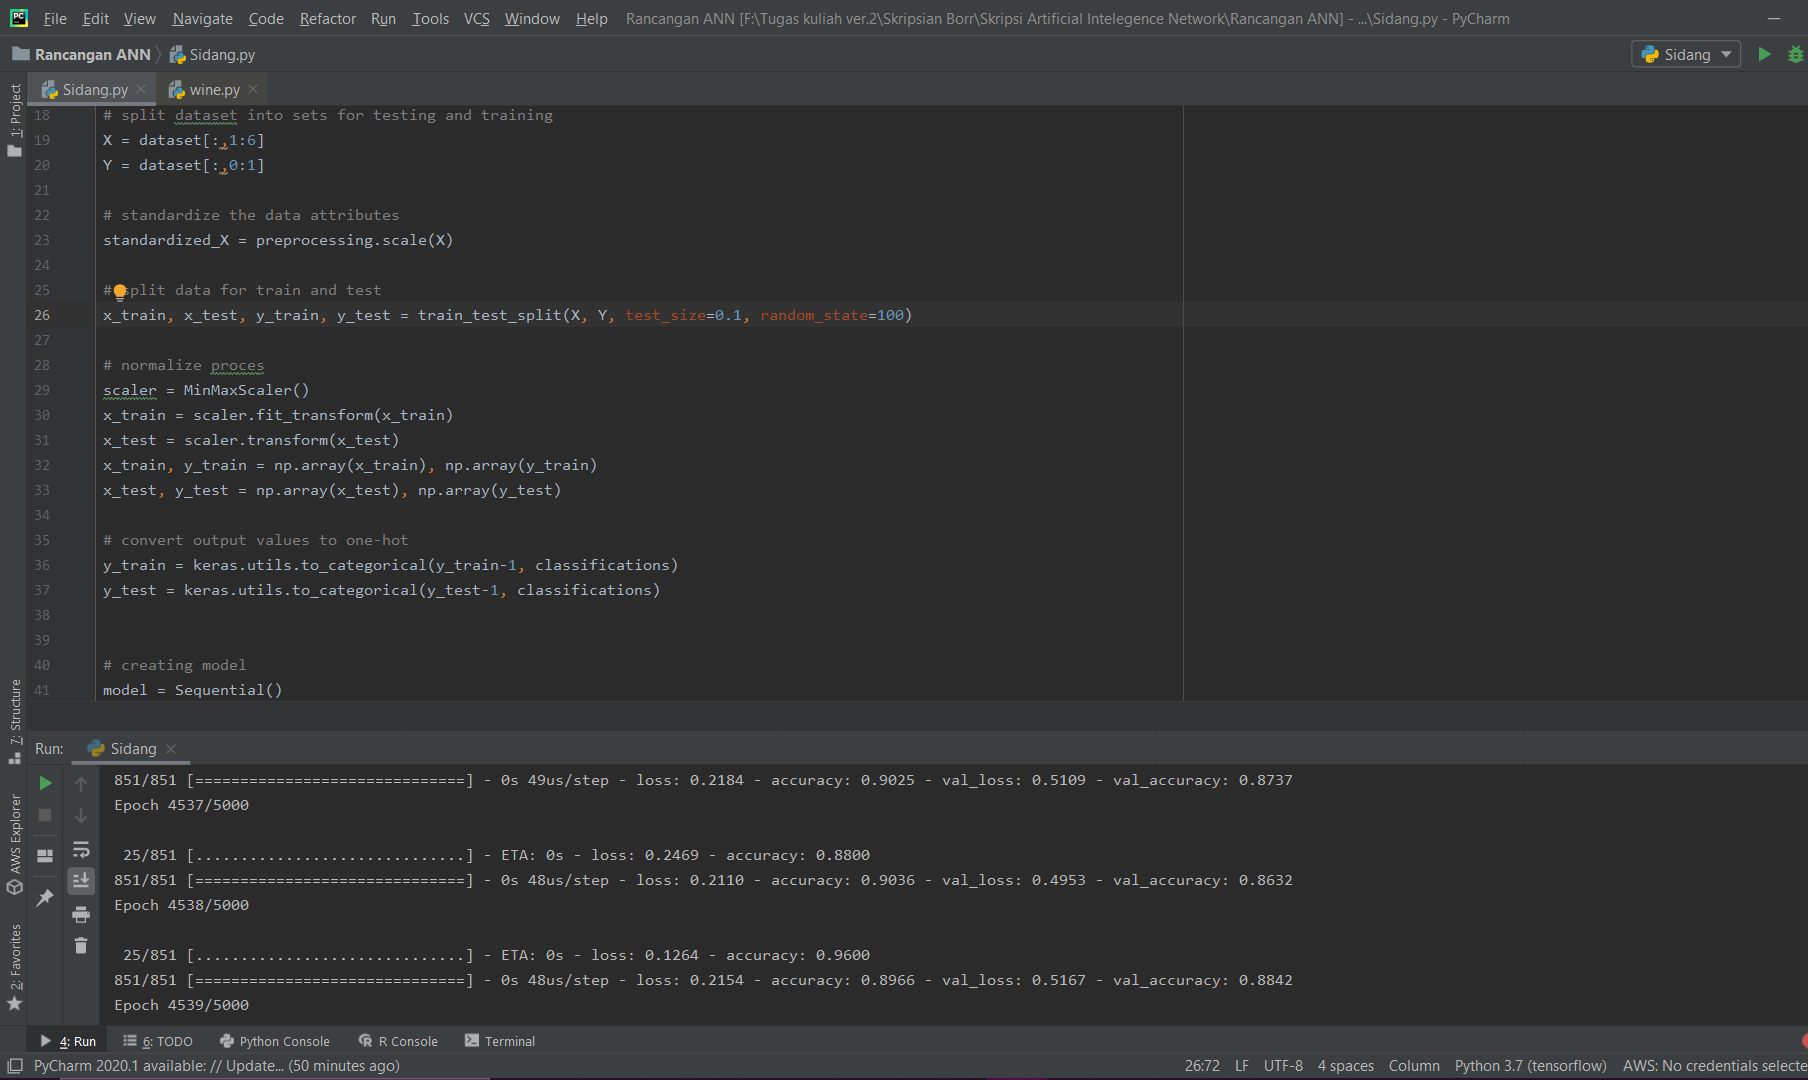 PC File Edit View Navigate Code Refactor Run Tools VCS Window Help Rancangan ANN [F:\Tugas kuliah ver.2\Skripsian Borr\Skripsi Artificial Intelegence Network\Rancangan ANN] - ...\Sidang.py - PyCharm
Rancangan ANN Sidang.py Sidang
Sidang.py wine.py
1: Project
18 # split dataset into sets for testing and training
19 X = dataset[:,1:6]
20 Y = dataset[:,0:1]
21
22 # standardize the data attributes
23 standardized_X = preprocessing.scale(X)
24
25 # split data for train and test
26 x_train, x_test, y_train, y_test = train_test_split(X, Y, test_size=0.1, random_state=100)
27
28 # normalize proces
29 scaler = MinMaxScaler()
30 x_train = scaler.fit_transform(x_train)
31 x_test = scaler.transform(x_test)
32 x_train, y_train = np.array(x_train), np.array(y_train)
33 x_test, y_test = np.array(x_test), np.array(y_test)
34
35 # convert output values to one-hot
36 y_train = keras.utils.to_categorical(y_train-1, classifications)
37 y_test = keras.utils.to_categorical(y_test-1, classifications)
38
39
40 # creating model
41 model = Sequential()
7: Structure
Run: Sidang
851/851 [==============================] - 0s 49us/step - loss: 0.2184 - accuracy: 0.9025 - val_loss: 0.5109 - val_accuracy: 0.8737
Epoch 4537/5000
25/851 [..............................] - ETA: 0s - loss: 0.2469 - accuracy: 0.8800
851/851 [==============================] - 0s 48us/step - loss: 0.2110 - accuracy: 0.9036 - val_loss: 0.4953 - val_accuracy: 0.8632
Epoch 4538/5000
25/851 [..............................] - ETA: 0s - loss: 0.1264 - accuracy: 0.9600
851/851 [==============================] - 0s 48us/step - loss: 0.2154 - accuracy: 0.8966 - val_loss: 0.5167 - val_accuracy: 0.8842
Epoch 4539/5000
AWS Explorer
2: Favorites
4: Run 6: TODO Python Console R Console Terminal
PyCharm 2020.1 available: // Update... (50 minutes ago) 26:72 LF UTF-8 4 spaces Column Python 3.7 (tensorflow) AWS: No credentials selecte